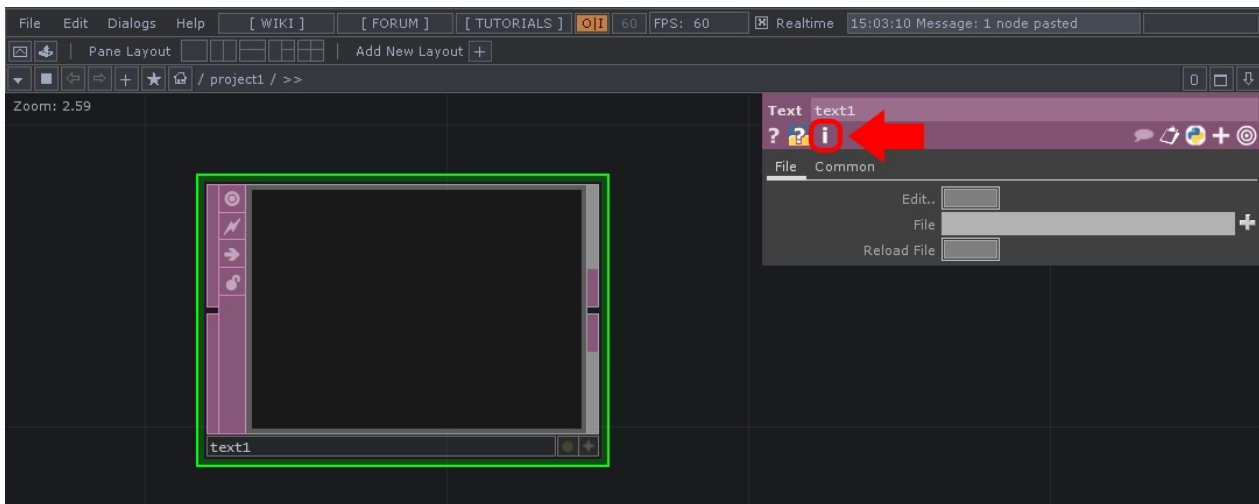 File Edit Dialogs Help [ WIKI ] [ FORUM ] [ TUTORIALS ] O|I 60 FPS: 60 Realtime 15:03:10 Message: 1 node pasted
Pane Layout Add New Layout +
+ / project1 / >> 0
Zoom: 2.59
Text text1
? ? i
File Common
Edit..
File
Reload File
text1